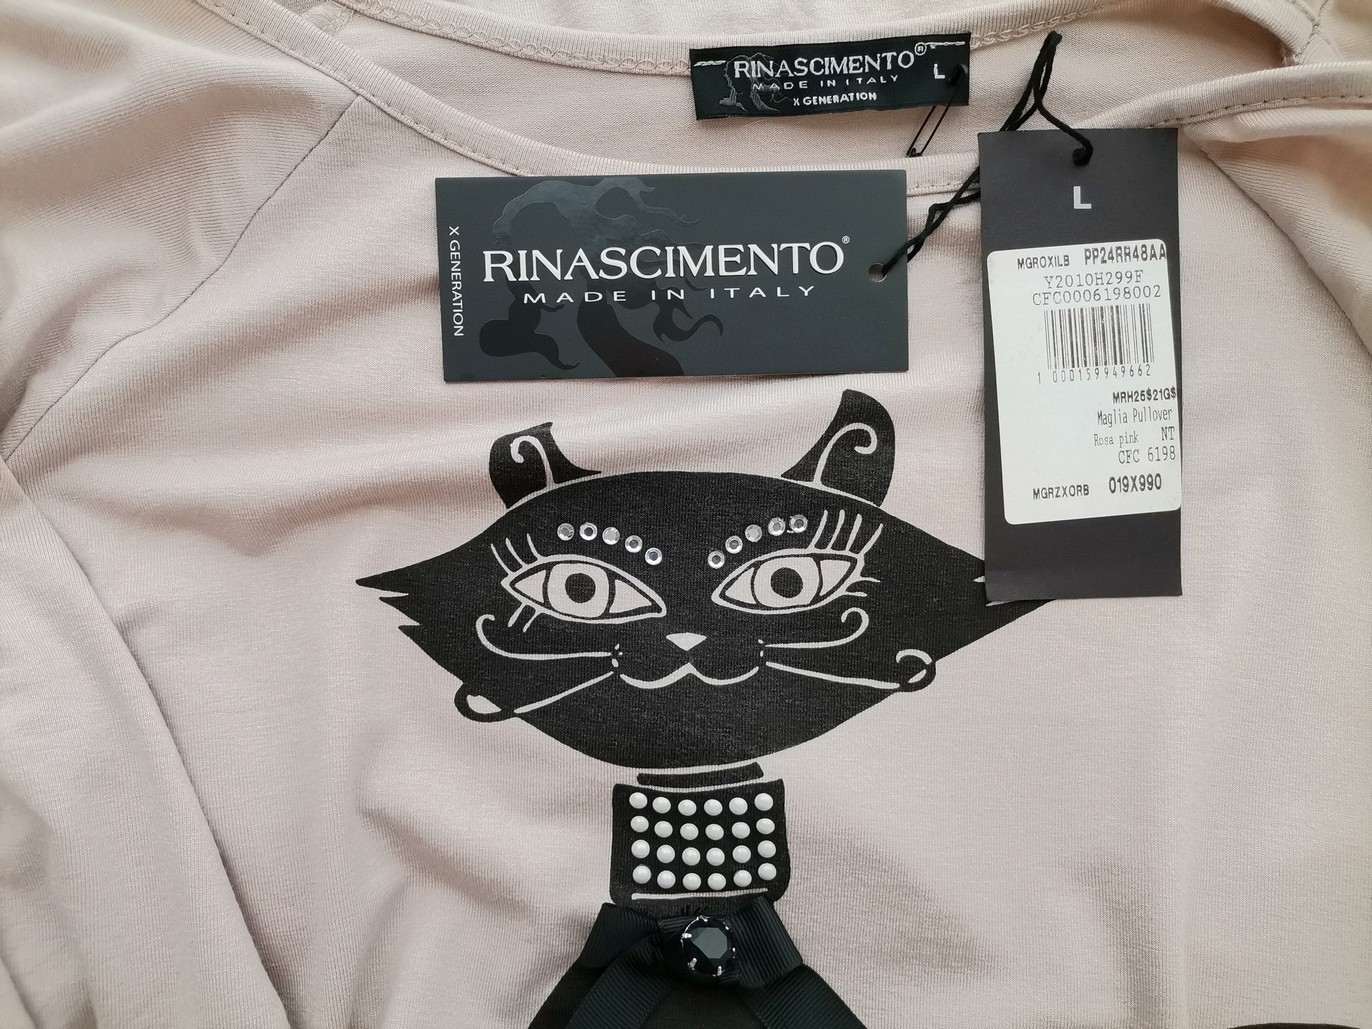 RINASCIMENTO®
MADE IN ITALY
L
X GENERATION
X GENERATION
RINASCIMENTO®
MADE IN ITALY
L
MGROXILB PP24RR48AA
Y2010H299F
CFC0006198002
1 000159949662
MRH26$21G$
Maglia Pullover
Rosa pink NT
CFC 6198
MGRZXORB 019X990